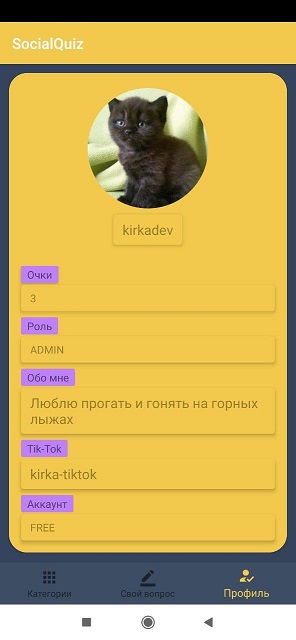 SocialQuiz
kirkadev
Очки
3
Роль
ADMIN
Обо мне
Люблю прогать и гонять на горных
лыжах
Tik-Tok
kirka-tiktok
Аккаунт
FREE
Категории
Свой вопрос
Профиль